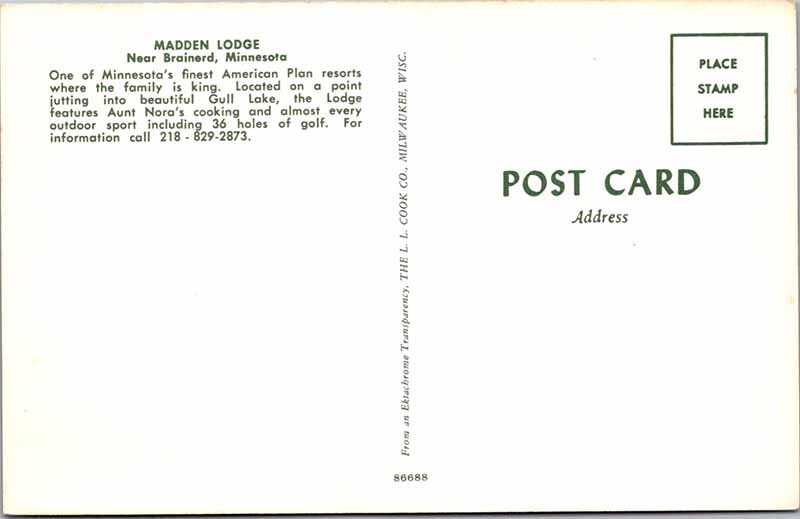 MADDEN LODGE
Near Brainerd, Minnesota
One of Minnesota's finest American Plan resorts
where the family is king. Located on a point
jutting into beautiful Gull Lake, the Lodge
features Aunt Nora's cooking and almost every
outdoor sport including 36 holes of golf. For
information call 218 - 829-2873.
From an Ektachrome Transparency, THE L. L. COOK CO., MILWAUKEE, WISC.
86688
PLACE
STAMP
HERE
POST CARD
Address